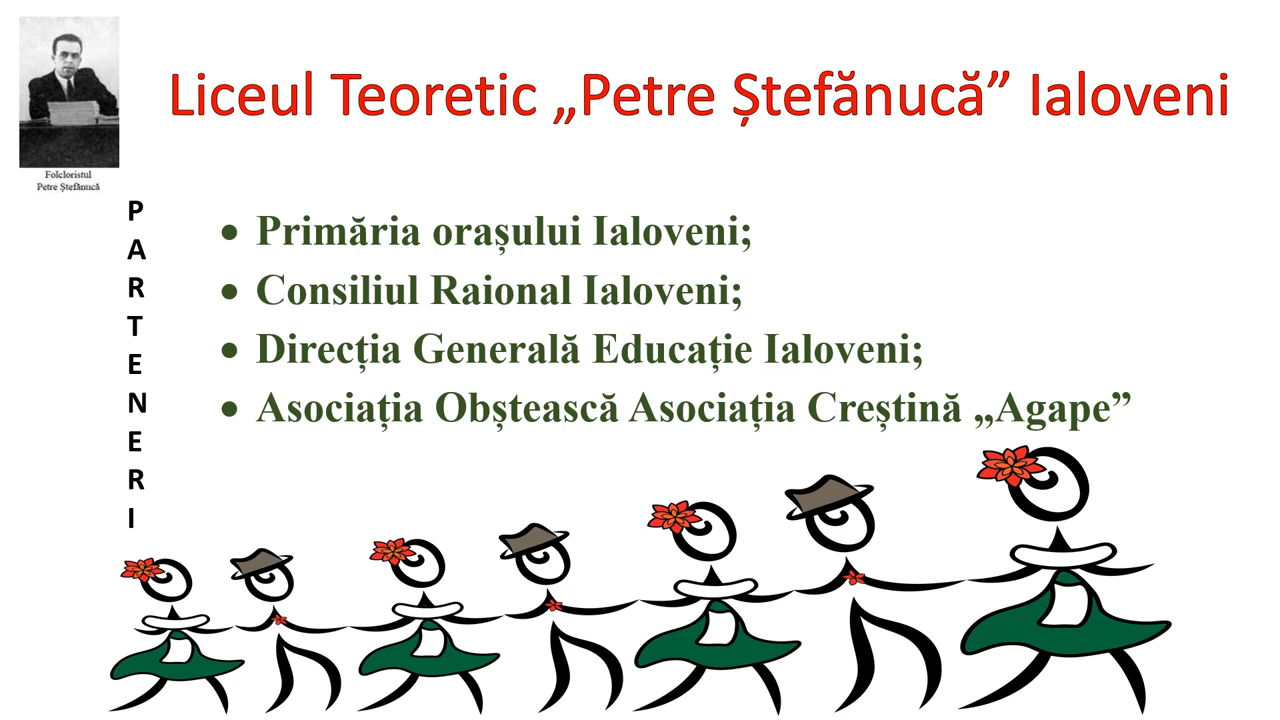 Liceul Teoretic „Petre Ștefănucă” Ialoveni
Folcloristul
Petre Ștefănucă
P
A
R
T
E
N
E
R
I
• Primăria orașului Ialoveni;
• Consiliul Raional Ialoveni;
• Direcția Generală Educație Ialoveni;
• Asociația Obștească Asociația Creștină „Agape”